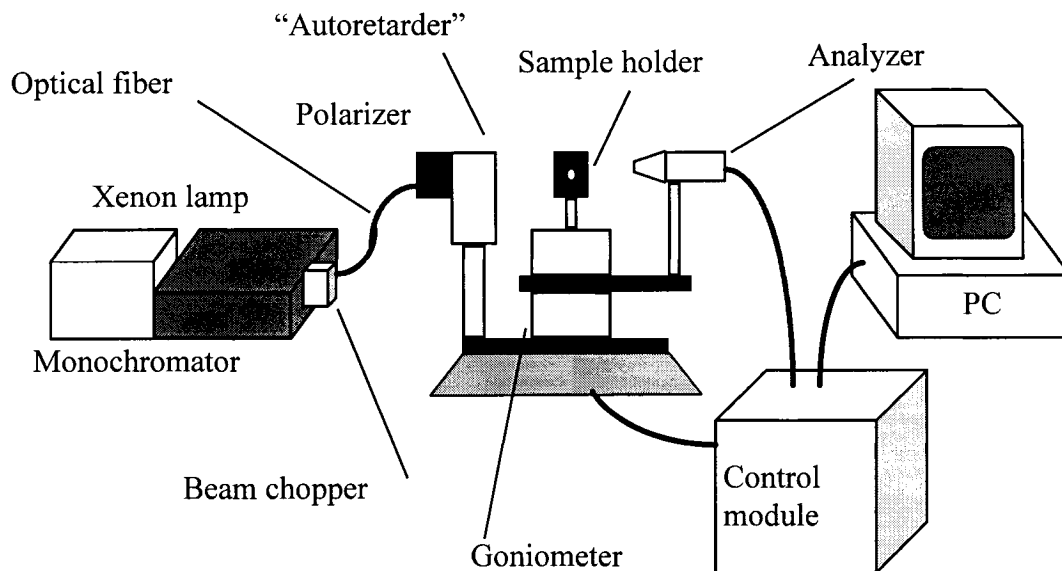 “Autoretarder”
Optical fiber
Sample holder
Analyzer
Polarizer
Xenon lamp
PC
Monochromator
Beam chopper
Control
module
Goniometer